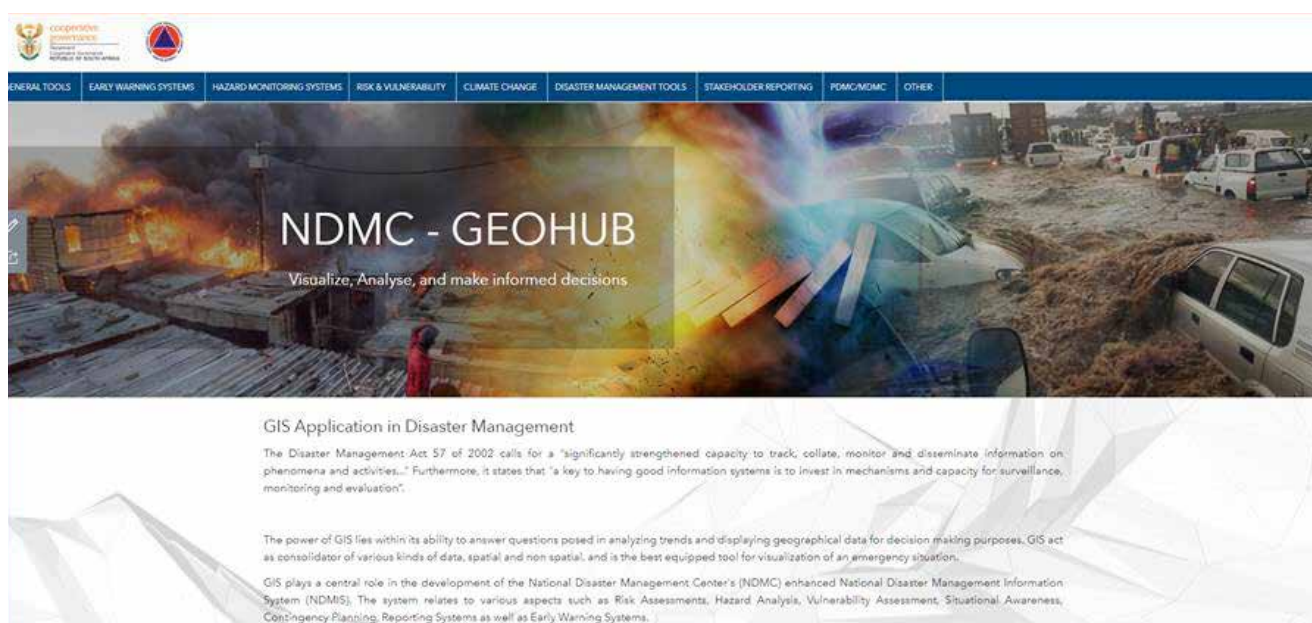 cooperative
governance
Department:
Cooperative Governance
REPUBLIC OF SOUTH AFRICA
ENERAL TOOLS EARLY WARNING SYSTEMS HAZARD MONITORING SYSTEMS RISK & VULNERABILITY CLIMATE CHANGE DISASTER MANAGEMENT TOOLS STAKEHOLDER REPORTING PDMC/MDMC OTHER
NDMC - GEOHUB
Visualize, Analyse, and make informed decisions
GIS Application in Disaster Management
The Disaster Management Act 57 of 2002 calls for a "significantly strengthened capacity to track, collate, monitor and disseminate information on
phenomena and activities..." Furthermore, it states that "a key to having good information systems is to invest in mechanisms and capacity for surveillance,
monitoring and evaluation".
The power of GIS lies within its ability to answer questions posed in analyzing trends and displaying geographical data for decision making purposes. GIS act
as consolidator of various kinds of data, spatial and non spatial, and is the best equipped tool for visualization of an emergency situation.
GIS plays a central role in the development of the National Disaster Management Center's (NDMC) enhanced National Disaster Management Information
System (NDMIS). The system relates to various aspects such as Risk Assessments, Hazard Analysis, Vulnerability Assessment, Situational Awareness,
Contingency Planning, Reporting Systems as well as Early Warning Systems.